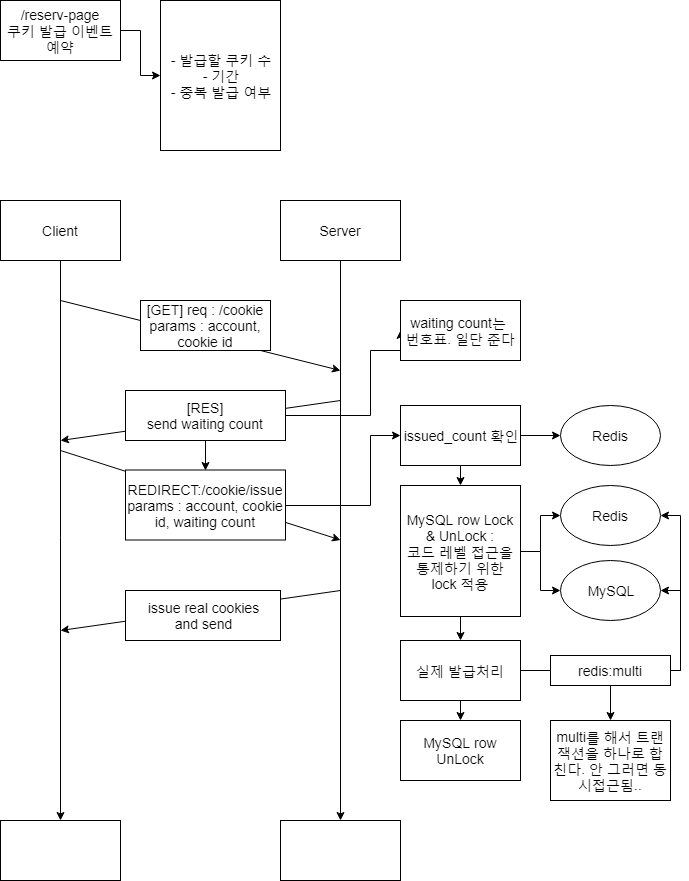 /reserv-page
쿠키 발급 이벤트
예약
- 발급할 쿠키 수
- 기간
- 중복 발급 여부
Client
Server
[GET] req : /cookie
params : account,
cookie id
waiting count는
번호표. 일단 준다
[RES]
send waiting count
issued_count 확인
Redis
REDIRECT:/cookie/issue
params : account, cookie
id, waiting count
MySQL row Lock
& UnLock :
코드 레벨 접근을
통제하기 위한
lock 적용
Redis
MySQL
issue real cookies
and send
실제 발급처리
redis:multi
MySQL row
UnLock
multi를 해서 트랜
잭션을 하나로 합
친다. 안 그러면 동
시접근됨..